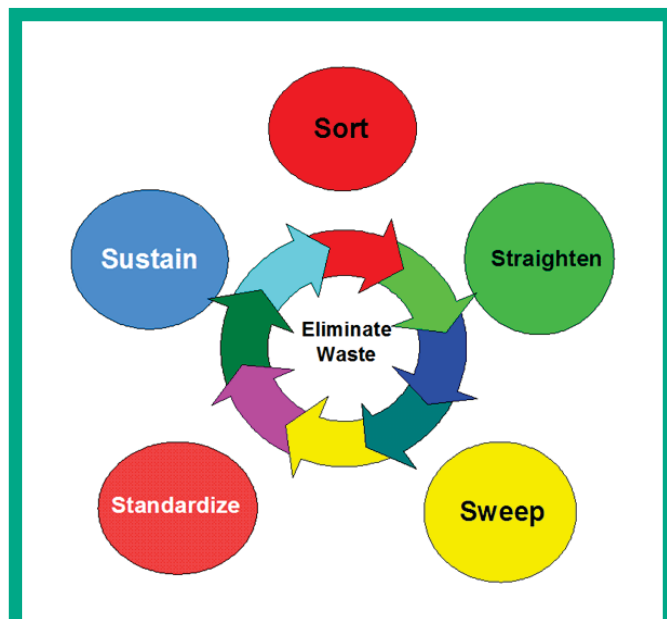 Sort
Straighten
Sustain
Eliminate
Waste
Standardize
Sweep